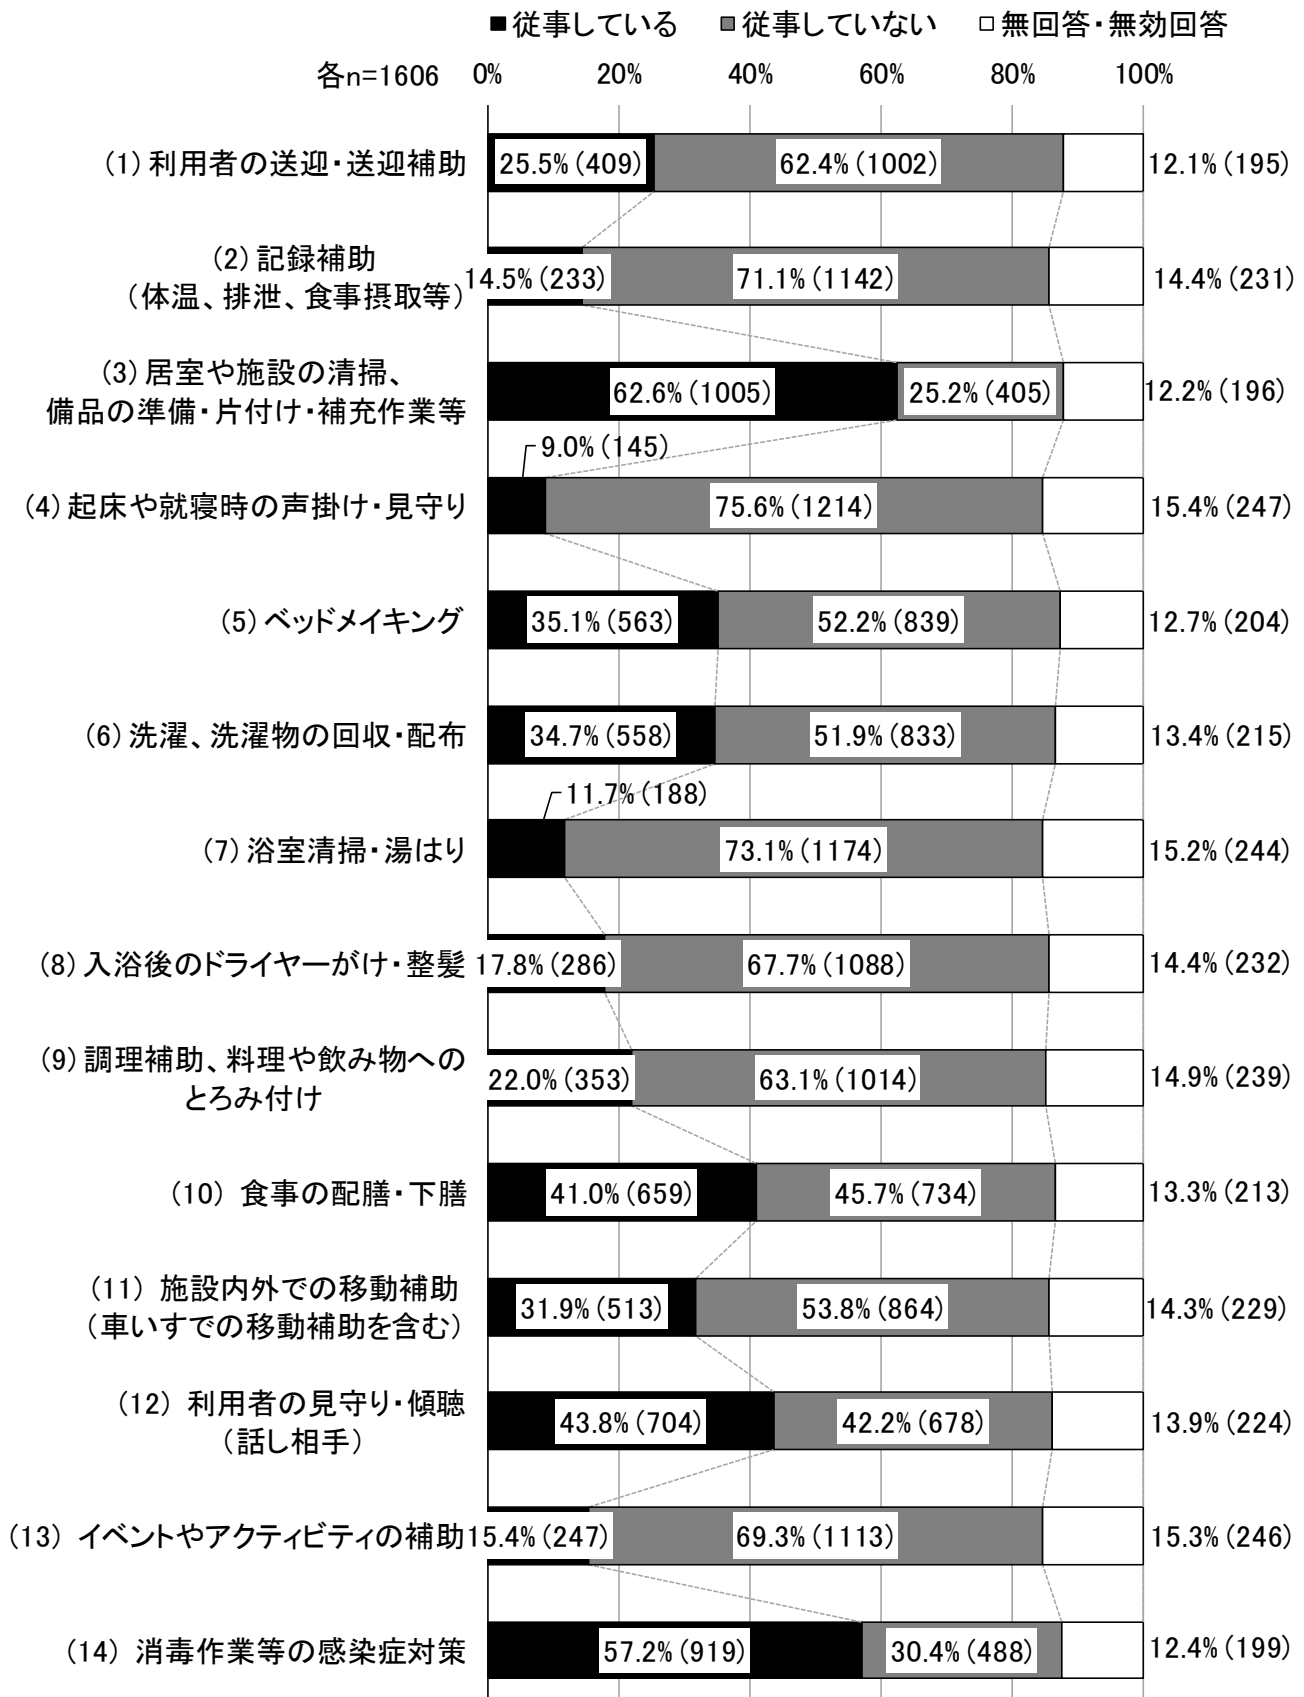 ■従事している ■従事していない □無回答・無効回答
各n=1606 0% 20% 40% 60% 80% 100%
(1)利用者の送迎・送迎補助 25.5%(409) 62.4%(1002) 12.1%(195)
(2)記録補助
(体温、排泄、食事摂取等) 14.5%(233) 71.1%(1142) 14.4%(231)
(3)居室や施設の清掃、
備品の準備・片付け・補充作業等 62.6%(1005) 25.2%(405) 12.2%(196)
9.0%(145)
(4)起床や就寝時の声掛け・見守り 75.6%(1214) 15.4%(247)
(5)ベッドメイキング 35.1%(563) 52.2%(839) 12.7%(204)
(6)洗濯、洗濯物の回収・配布 34.7%(558) 51.9%(833) 13.4%(215)
11.7%(188)
(7)浴室清掃・湯はり 73.1%(1174) 15.2%(244)
(8)入浴後のドライヤーがけ・整髪 17.8%(286) 67.7%(1088) 14.4%(232)
(9)調理補助、料理や飲み物への
とろみ付け 22.0%(353) 63.1%(1014) 14.9%(239)
(10) 食事の配膳・下膳 41.0%(659) 45.7%(734) 13.3%(213)
(11) 施設内外での移動補助
(車いすでの移動補助を含む) 31.9%(513) 53.8%(864) 14.3%(229)
(12) 利用者の見守り・傾聴
(話し相手) 43.8%(704) 42.2%(678) 13.9%(224)
(13) イベントやアクティビティの補助 15.4%(247) 69.3%(1113) 15.3%(246)
(14) 消毒作業等の感染症対策 57.2%(919) 30.4%(488) 12.4%(199)